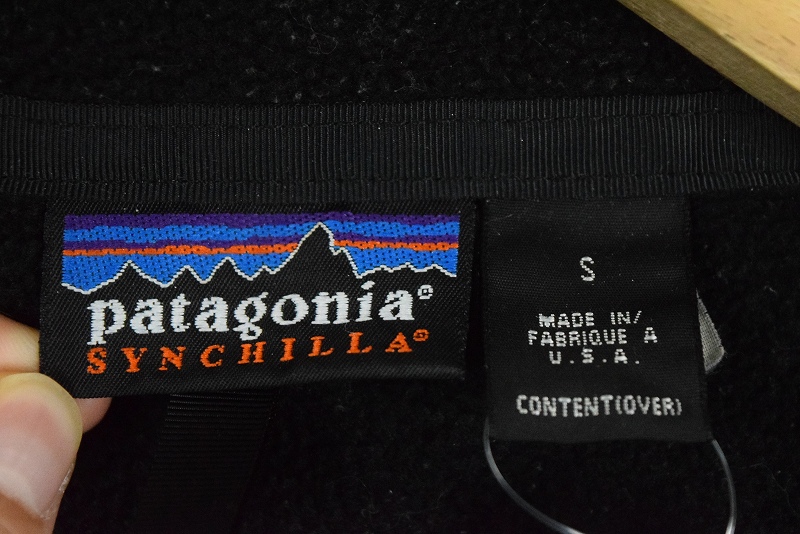 patagonia®
SYNCHILLA®
S
MADE IN/
FABRIQUE A
U.S.A.
CONTENT(OVER)